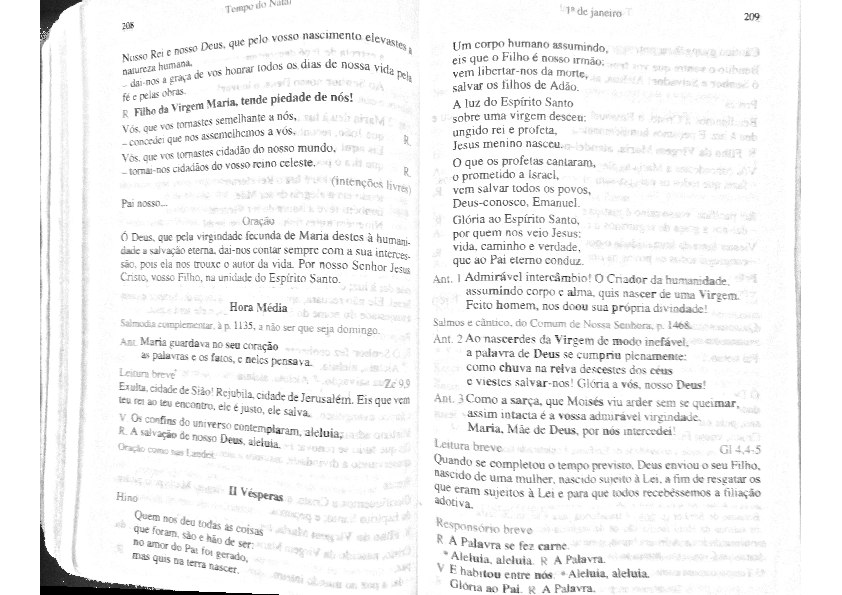 208
Tempo do Natal
Nosso Rei e nosso Deus, que pelo vosso nascimento elevastes a
natureza humana,
– dai-nos a graça de vos honrar todos os dias de nossa vida pela
fé e pelas obras.
R Filho da Virgem Maria, tende piedade de nós!
Vós, que vos tornastes semelhante a nós,
– concedei que nos assemelhemos a vós. R.
Vós, que vos tornastes cidadão do nosso mundo,
– tornai-nos cidadãos do vosso reino celeste. R
(intenções livres)
Pai nosso...
Oração
Ó Deus, que pela virgindade fecunda de Maria destes à humani-
dade a salvação eterna, dai-nos contar sempre com a sua interces-
são, pois ela nos trouxe o autor da vida. Por nosso Senhor Jesus
Cristo, vosso Filho, na unidade do Espírito Santo.
Hora Média
Salmodia complementar, à p. 1135, a não ser que seja domingo.
Ant. Maria guardava no seu coração
as palavras e os fatos, e neles pensava.
Leitura breve Zc 9,9
Exulta, cidade de Sião! Rejubila, cidade de Jerusalém. Eis que vem
teu rei ao teu encontro, ele é justo, ele salva.
V Os confins do universo contemplaram, aleluia,
R. A salvação de nosso Deus, aleluia.
Oração como nas Laudes.
II Vésperas
Hino
Quem nos deu todas as coisas
que foram, são e hão de ser:
no amor do Pai foi gerado,
mas quis na terra nascer.
1º de janeiro
209
Um corpo humano assumindo,
eis que o Filho é nosso irmão:
vem libertar-nos da morte,
salvar os filhos de Adão.
A luz do Espírito Santo
sobre uma virgem desceu:
ungido rei e profeta,
Jesus menino nasceu.
O que os profetas cantaram,
o prometido a Israel,
vem salvar todos os povos,
Deus-conosco, Emanuel.
Glória ao Espírito Santo,
por quem nos veio Jesus:
vida, caminho e verdade,
que ao Pai eterno conduz.
Ant. 1 Admirável intercâmbio! O Criador da humanidade,
assumindo corpo e alma, quis nascer de uma Virgem.
Feito homem, nos doou sua própria divindade!
Salmos e cântico, do Comum de Nossa Senhora, p. 1468.
Ant. 2 Ao nascerdes da Virgem de modo inefável,
a palavra de Deus se cumpriu plenamente:
como chuva na relva descestes dos céus
e viestes salvar-nos! Glória a vós, nosso Deus!
Ant. 3 Como a sarça, que Moisés viu arder sem se queimar,
assim intacta é a vossa admirável virgindade.
Maria, Mãe de Deus, por nós intercedei!
Leitura breve Gl 4,4-5
Quando se completou o tempo previsto, Deus enviou o seu Filho,
nascido de uma mulher, nascido sujeito à Lei, a fim de resgatar os
que eram sujeitos à Lei e para que todos recebêssemos a filiação
adotiva.
Responsório breve
R A Palavra se fez carne.
* Aleluia, aleluia. R A Palavra.
V E habitou entre nós. * Aleluia, aleluia.
Glória ao Pai. R A Palavra.